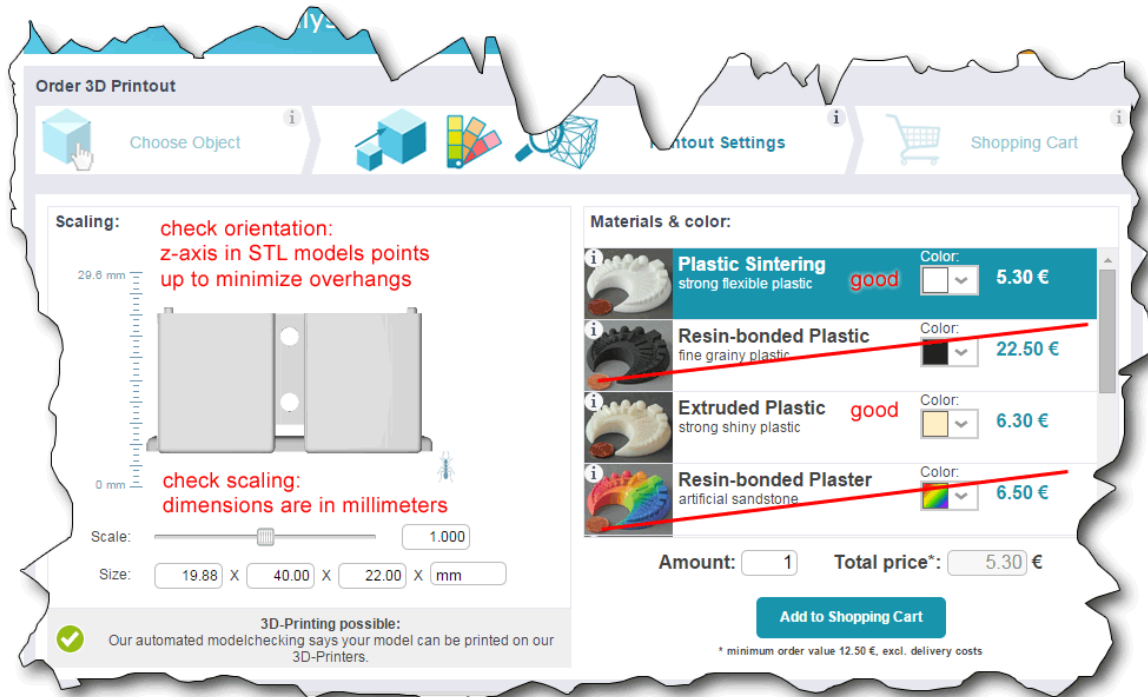 lys
Order 3D Printout
Choose Object
Settings
Shopping Cart
Scaling:
check orientation:
z-axis in STL models points
up to minimize overhangs
29.6 mm
0 mm
check scaling:
dimensions are in millimeters
Scale:
1.000
Size:
19.88 X 40.00 X 22.00 X mm
3D-Printing possible:
Our automated modelchecking says your model can be printed on our
3D-Printers.
Materials & color:
Plastic Sintering
strong flexible plastic
good
Color:
5.30 €
Resin-bonded Plastic
fine grainy plastic
Color:
22.50 €
Extruded Plastic
strong shiny plastic
good
Color:
6.30 €
Resin-bonded Plaster
artificial sandstone
Color:
6.50 €
Amount: 1 Total price*: 5.30 €
Add to Shopping Cart
* minimum order value 12.50 €, excl. delivery costs